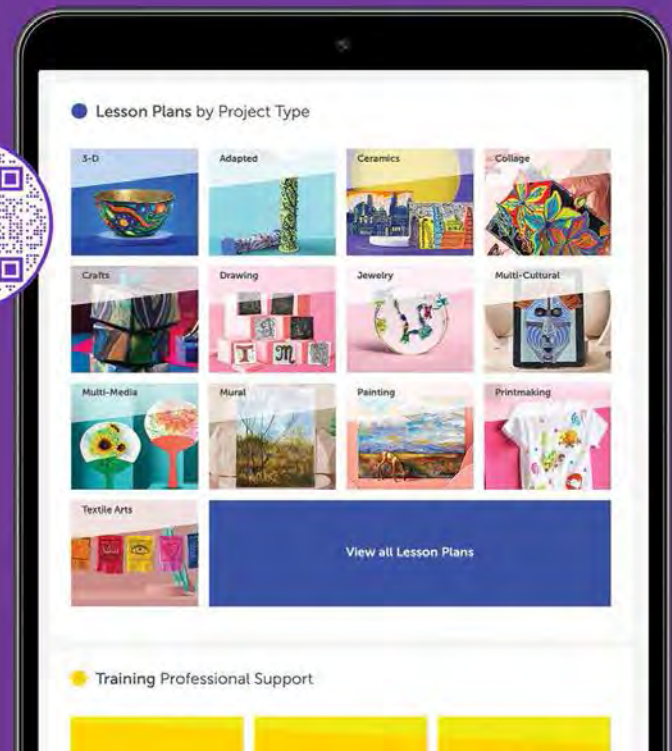 Lesson Plans by Project Type
3-D
Adapted
Ceramics
Collage
Crafts
Drawing
Jewelry
Multi-Cultural
Multi-Media
Mural
Painting
Printmaking
Textile Arts
View all Lesson Plans
Training Professional Support